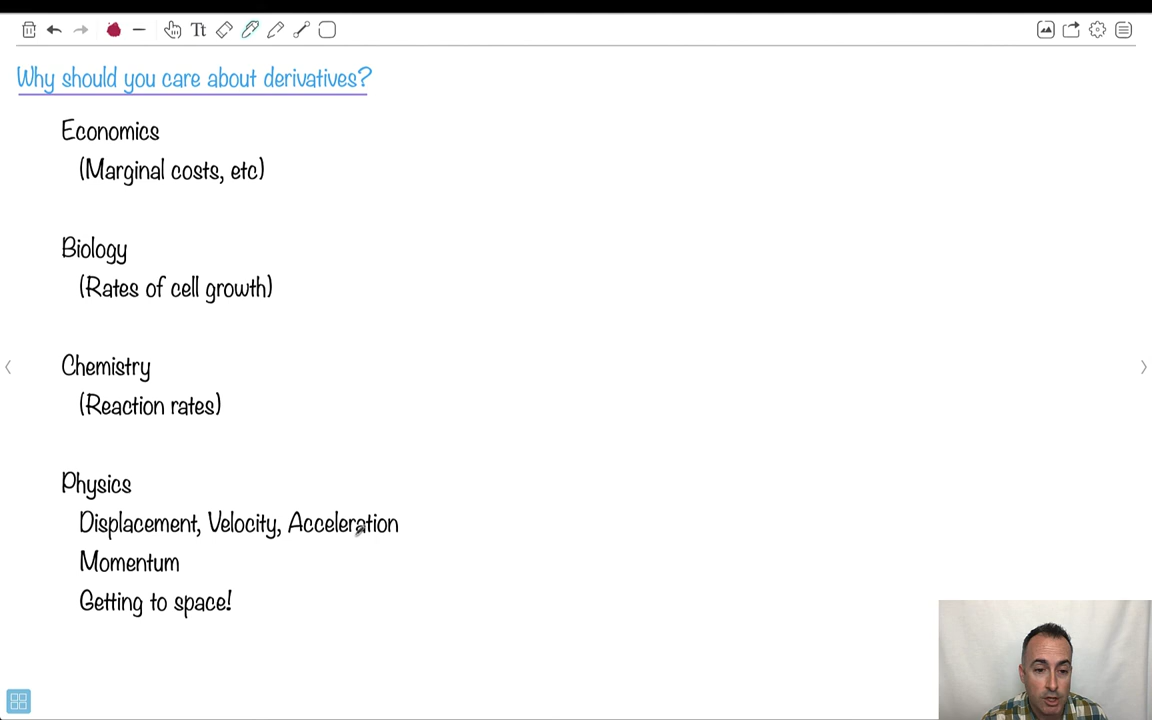 Tt
Why should you care about derivatives?
Economics
(Marginal costs, etc)
Biology
(Rates of cell growth)
Chemistry
(Reaction rates)
Physics
Displacement, Velocity, Acceleration
Momentum
Getting to space!